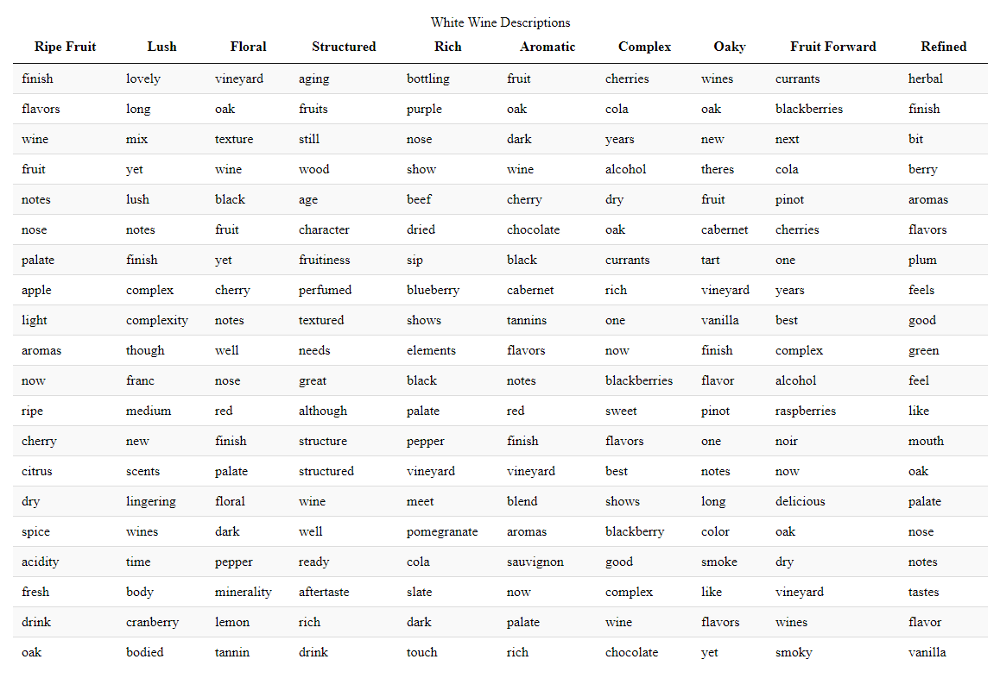 White Wine Descriptions
Ripe Fruit Lush Floral Structured Rich Aromatic Complex Oaky Fruit Forward Refined
finish lovely vineyard aging bottling fruit cherries wines currants herbal
flavors long oak fruits purple oak cola oak blackberries finish
wine mix texture still nose dark years new next bit
fruit yet wine wood show wine alcohol theres cola berry
notes lush black age beef cherry dry fruit pinot aromas
nose notes fruit character dried chocolate oak cabernet cherries flavors
palate finish yet fruitiness sip black currants tart one plum
apple complex cherry perfumed blueberry cabernet rich vineyard years feels
light complexity notes textured shows tannins one vanilla best good
aromas though well needs elements flavors now finish complex green
now franc nose great black notes blackberries flavor alcohol feel
ripe medium red although palate red sweet pinot raspberries like
cherry new finish structure pepper finish flavors one noir mouth
citrus scents palate structured vineyard vineyard best notes now oak
dry lingering floral wine meet blend shows long delicious palate
spice wines dark well pomegranate aromas blackberry color oak nose
acidity time pepper ready cola sauvignon good smoke dry notes
fresh body minerality aftertaste slate now complex like vineyard tastes
drink cranberry lemon rich dark palate wine flavors wines flavor
oak bodied tannin drink touch rich chocolate yet smoky vanilla